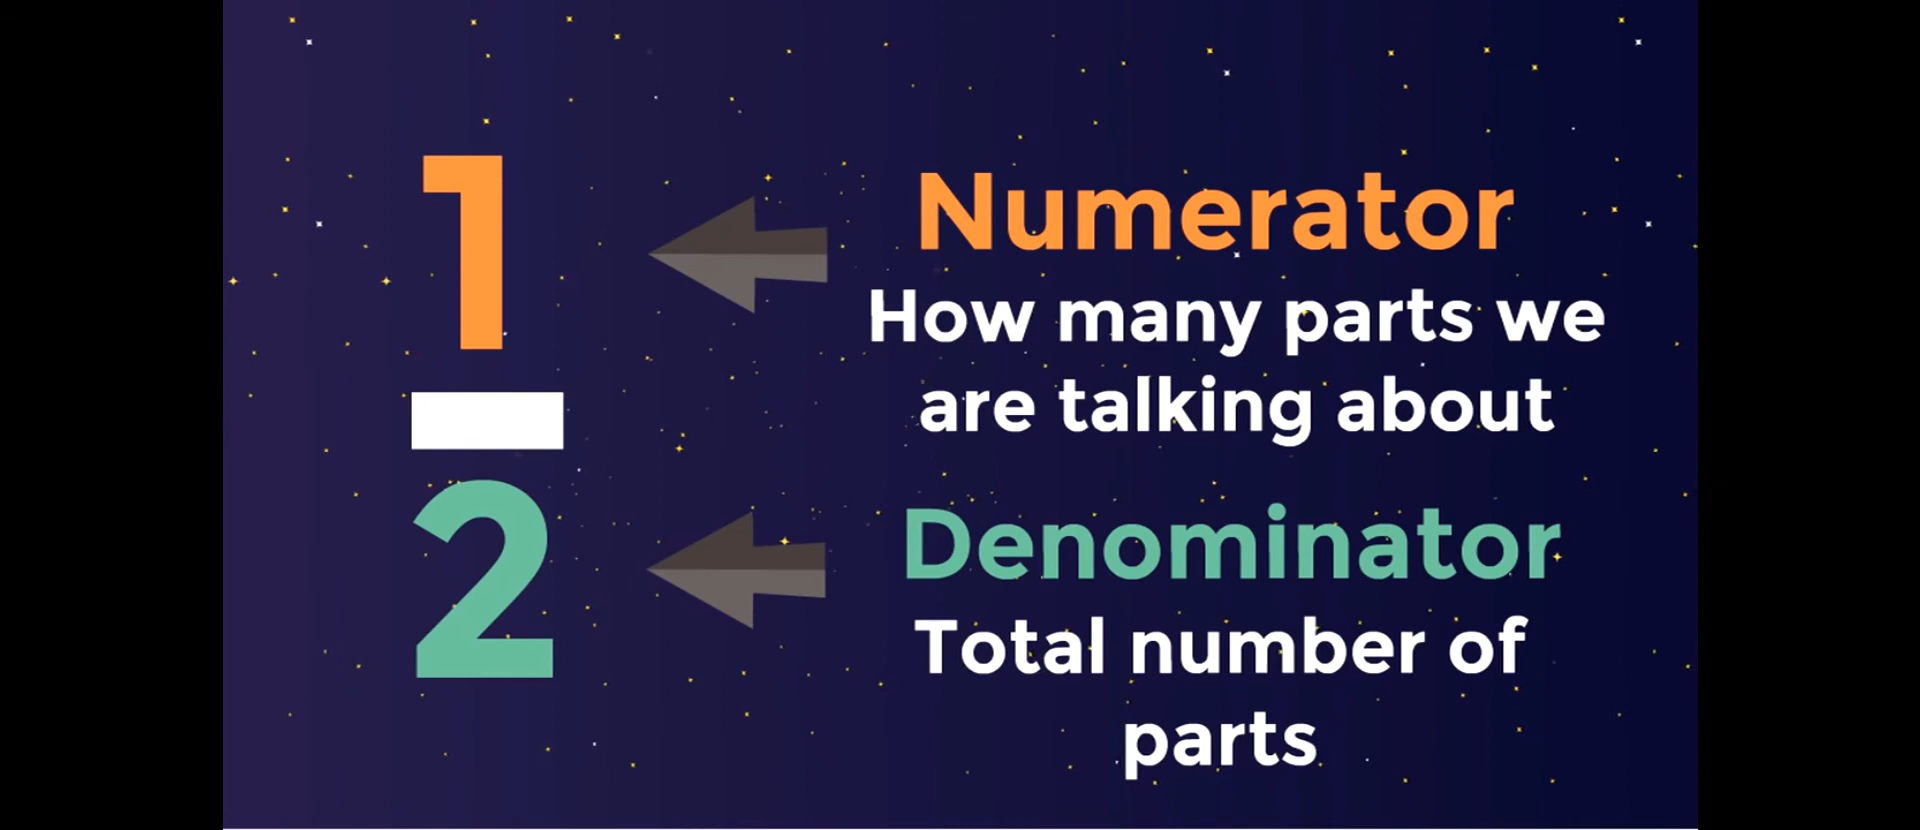 1
2
Numerator
How many parts we
are talking about
Denominator
Total number of
parts